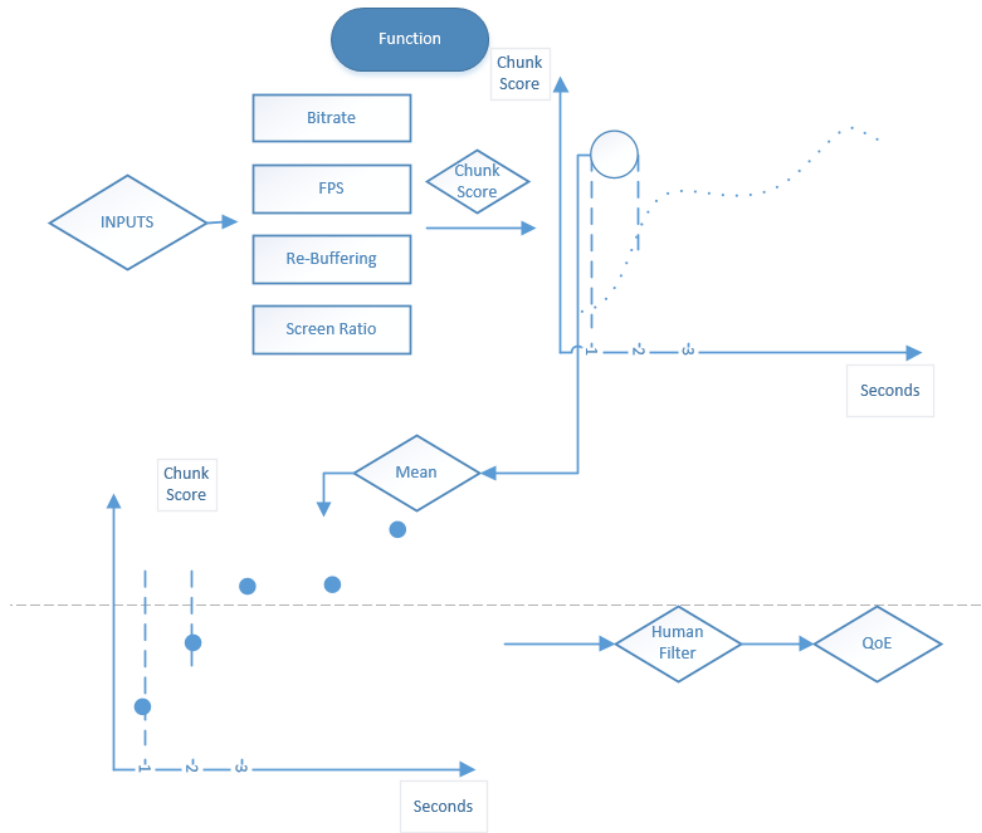 Function
Chunk
Score
Bitrate
FPS
Re-Buffering
Screen Ratio
INPUTS
Chunk
Score
1
2
3
Seconds
Mean
Chunk
Score
Human
Filter
QoE
1
2
3
Seconds